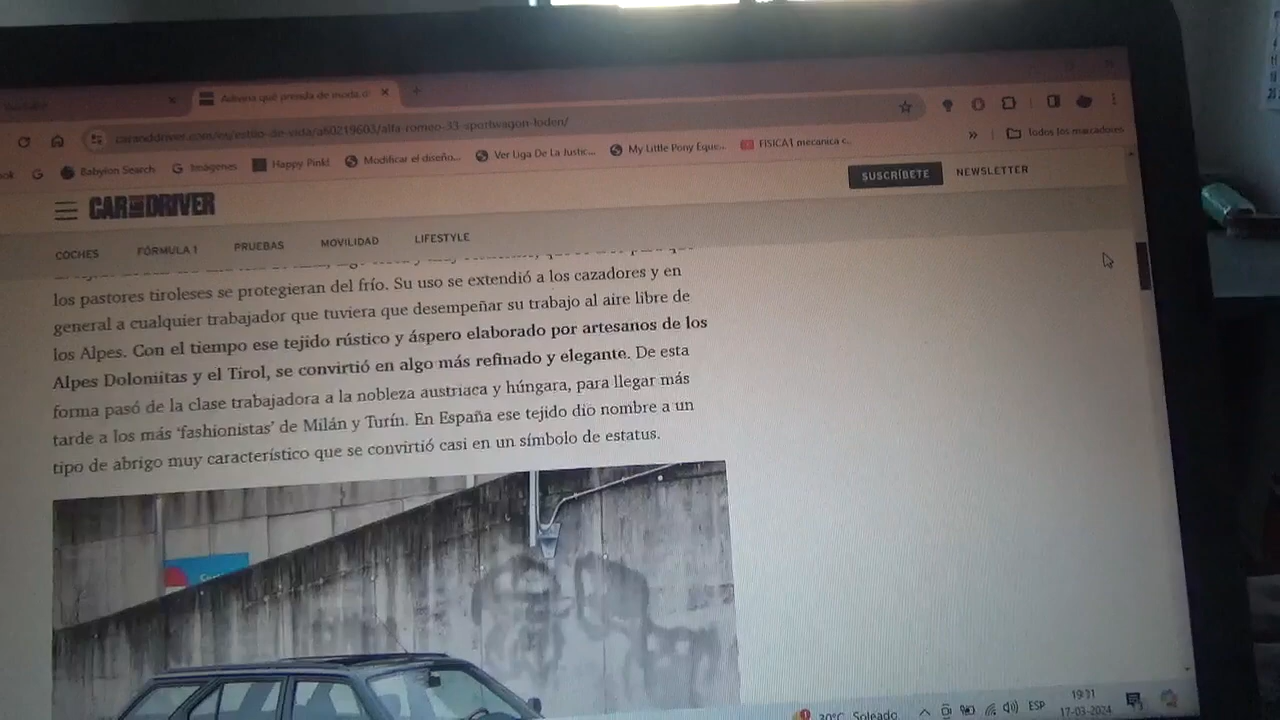 Adivina qué prenda de moda d
caranddriver.com/es/estilo-de-vida/a60219603/alfa-romeo-33-sportwagon-loden/
Babylon Search
Imágenes
Happy Pink!
Modificar el diseño...
Ver Liga De La Justic...
My Little Pony Eque...
FISICA1 mecanica c...
Todos los marcadores
CAR AND DRIVER
SUSCRÍBETE
NEWSLETTER
COCHES
FÓRMULA 1
PRUEBAS
MOVILIDAD
LIFESTYLE
los pastores tiroleses se protegieran del frío. Su uso se extendió a los cazadores y en
general a cualquier trabajador que tuviera que desempeñar su trabajo al aire libre de
los Alpes. Con el tiempo ese tejido rústico y áspero elaborado por artesanos de los
Alpes Dolomitas y el Tirol, se convirtió en algo más refinado y elegante. De esta
forma pasó de la clase trabajadora a la nobleza austriaca y húngara, para llegar más
tarde a los más ‘fashionistas’ de Milán y Turín. En España ese tejido dio nombre a un
tipo de abrigo muy característico que se convirtió casi en un símbolo de estatus.
30°C Soleado
ESP
19:31
17-03-2024